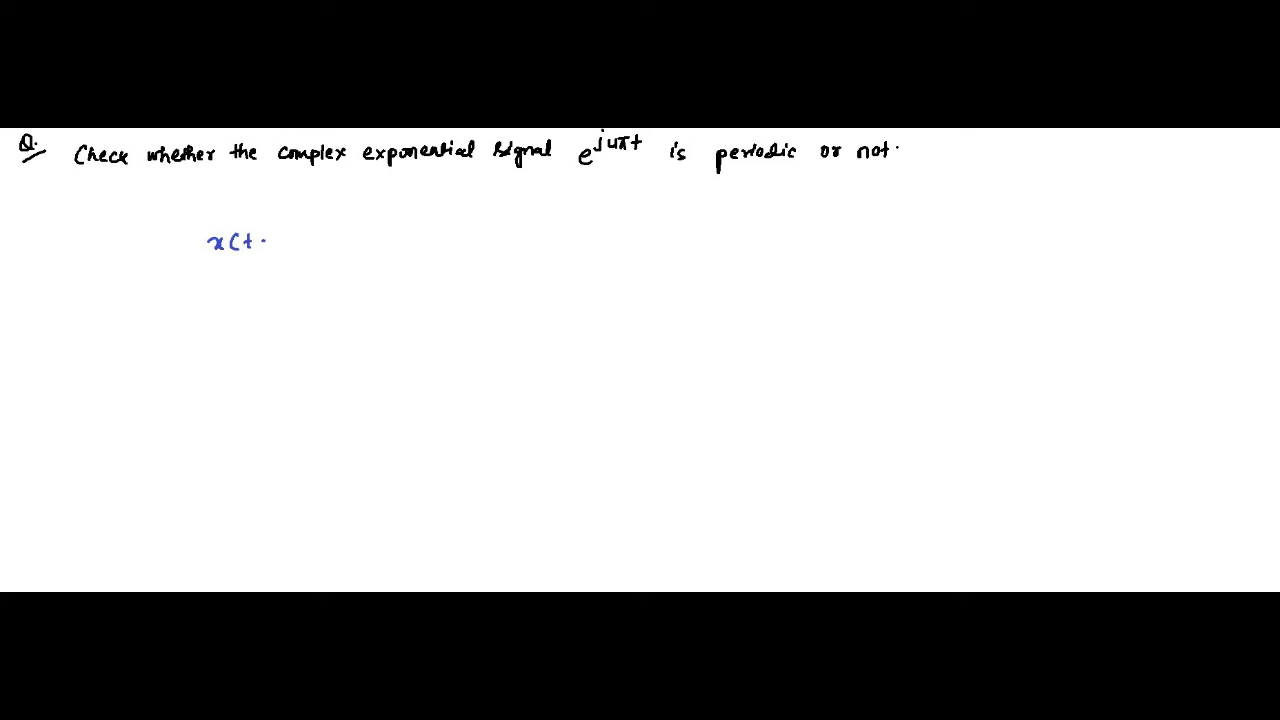 Q. Check whether the complex exponential signal e^{j4πt} is periodic or not.
x(t